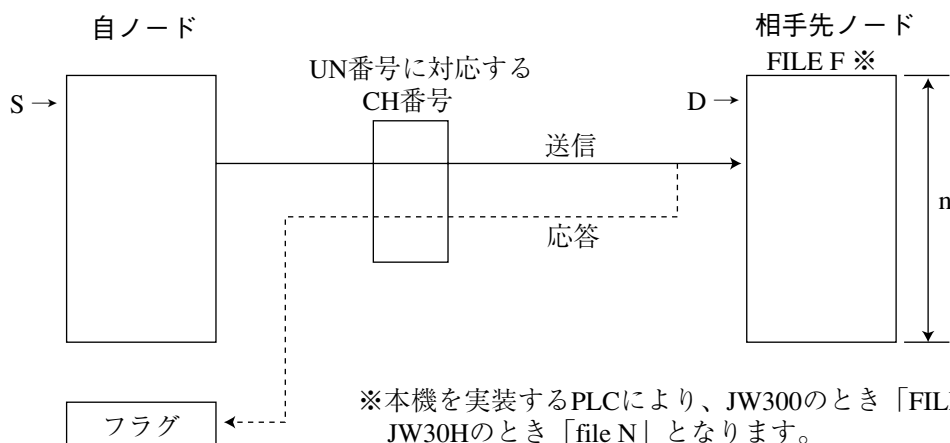 自ノード
相手先ノード
UN番号に対応する
CH番号
FILE F ※
S →
D →
送信
n
応答
フラグ
※本機を実装するPLCにより、JW300のとき「FIL
JW30Hのとき「file N」となります。